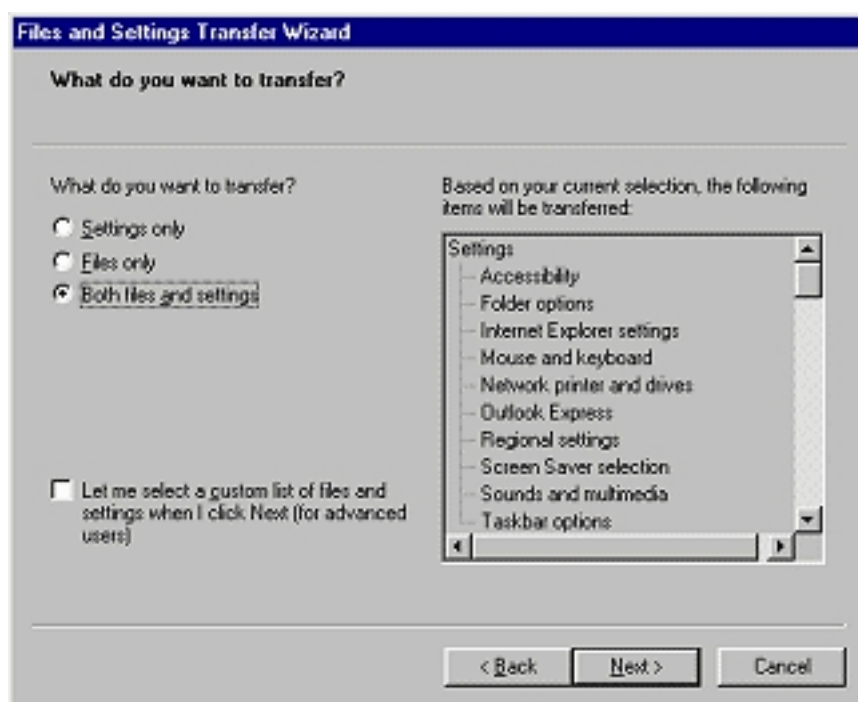 Files and Settings Transfer Wizard
What do you want to transfer?
What do you want to transfer?
Settings only
Files only
Both files and settings
Let me select a custom list of files and
settings when I click Next (for advanced
users)
Based on your current selection, the following
items will be transferred:
Settings
Accessibility
Folder options
Internet Explorer settings
Mouse and keyboard
Network printer and drives
Outlook Express
Regional settings
Screen Saver selection
Sounds and multimedia
Taskbar options
< Back
Next >
Cancel